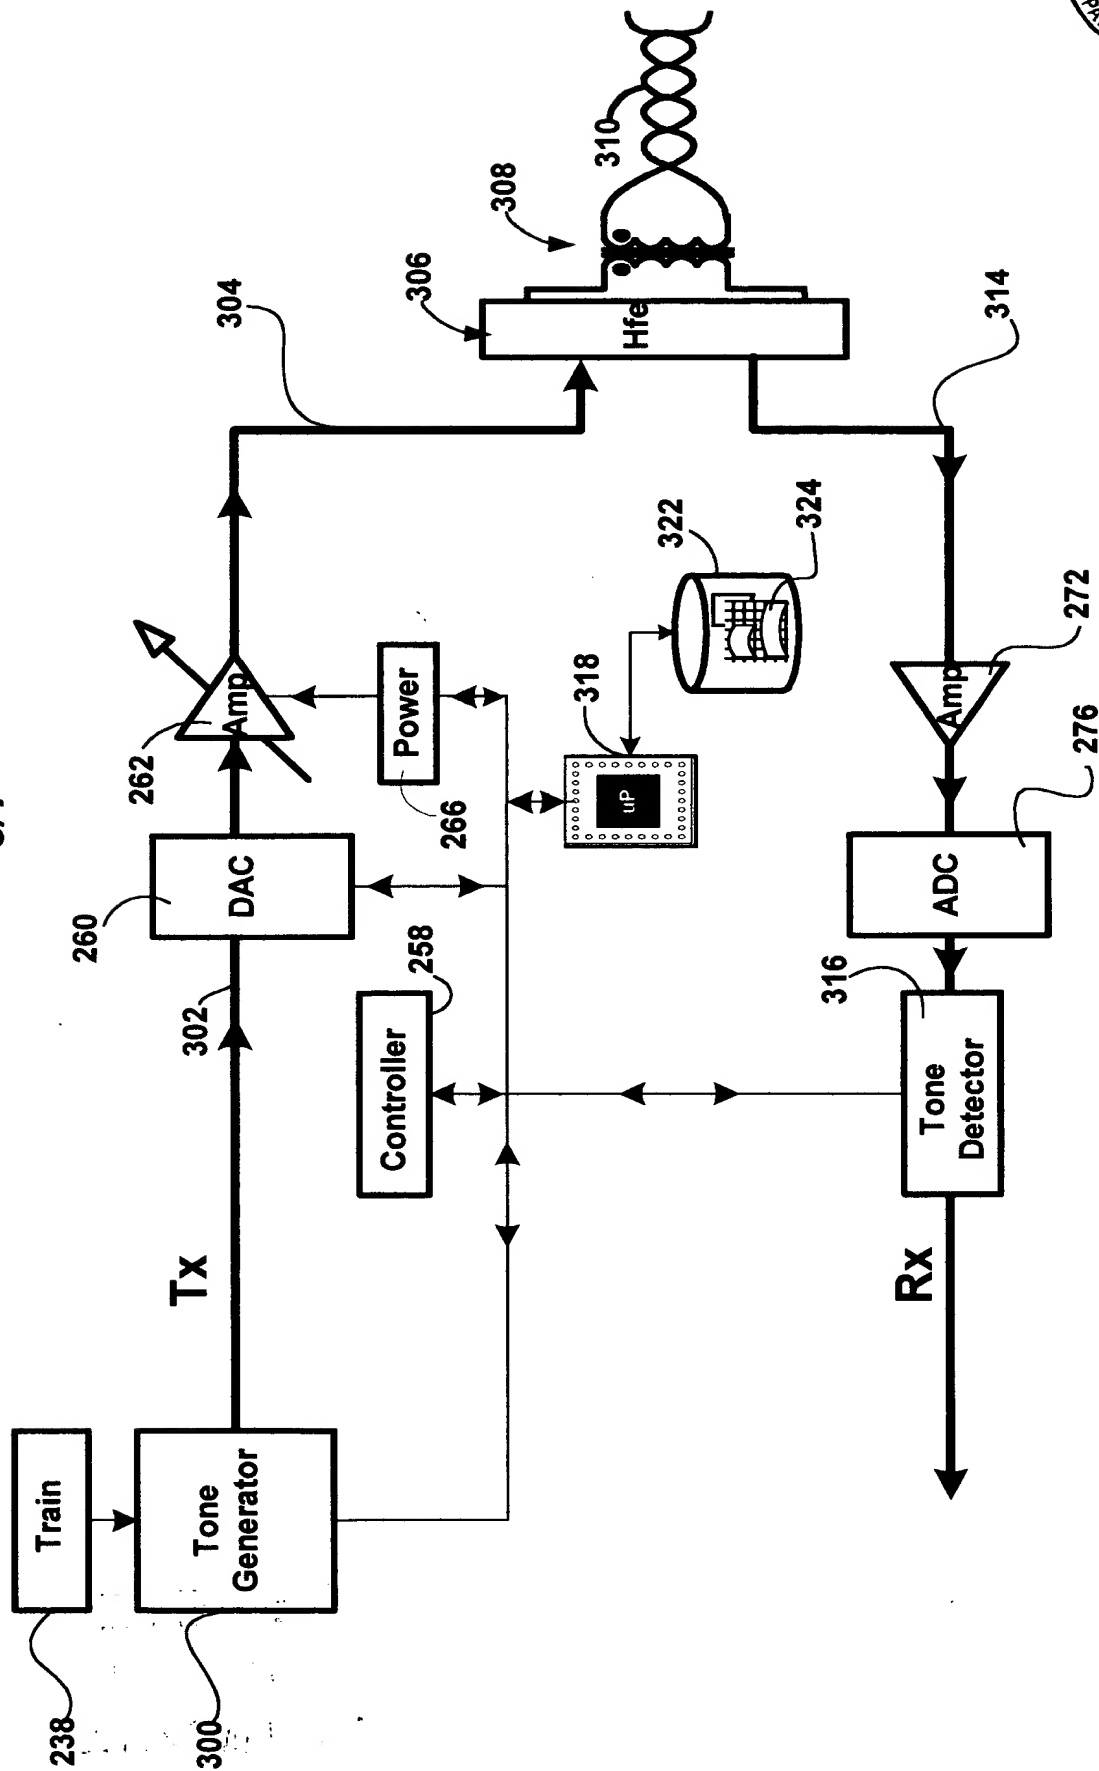 238
Train
300
Tone
Generator
Tx
302
260
DAC
262
Amp
304
266
Power
258
Controller
306
Hfe
308
310
318
uP
322
324
314
272
Amp
276
ADC
316
Tone
Detector
Rx